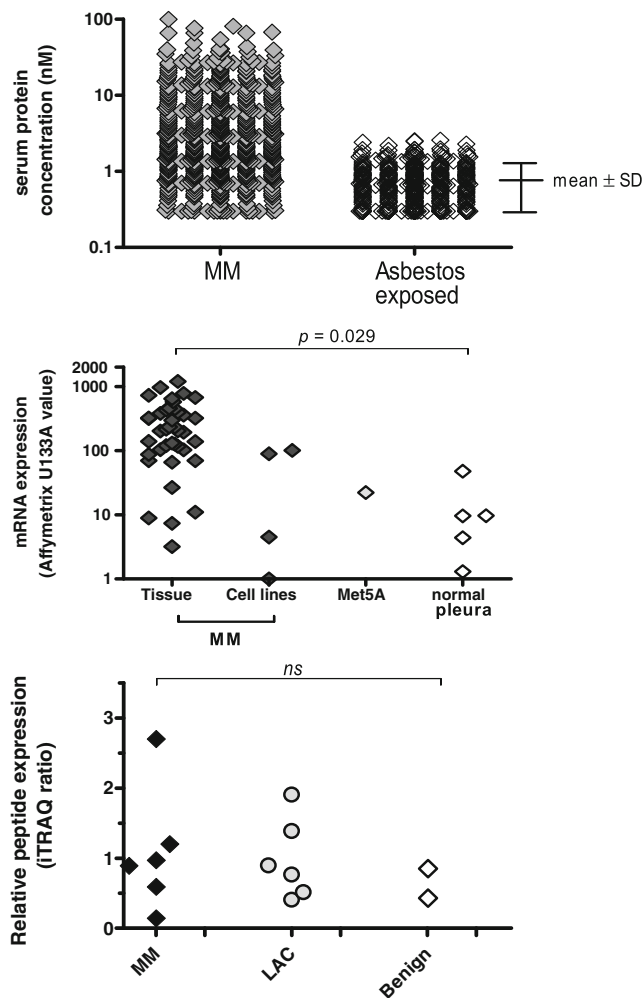 serum protein
concentration (nM)
100
10
1
0.1
mean ± SD
MM
Asbestos
exposed
p = 0.029
mRNA expression
(Affymetrix U133A value)
2000
1000
100
10
1
Tissue
Cell lines
Met5A
normal
pleura
MM
ns
Relative peptide expression
(iTRAQ ratio)
3
2
1
0
MM
LAC
Benign